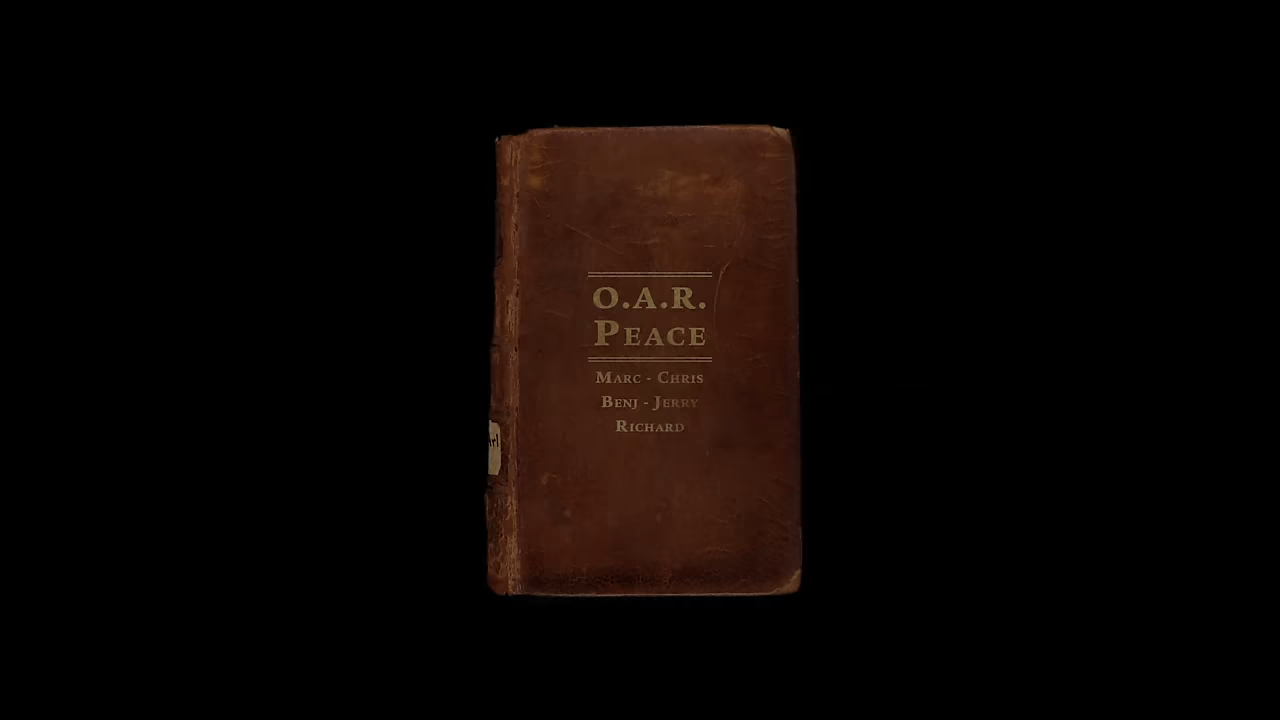 O.A.R.
Peace
Marc - Chris
Benj - Jerry
Richard